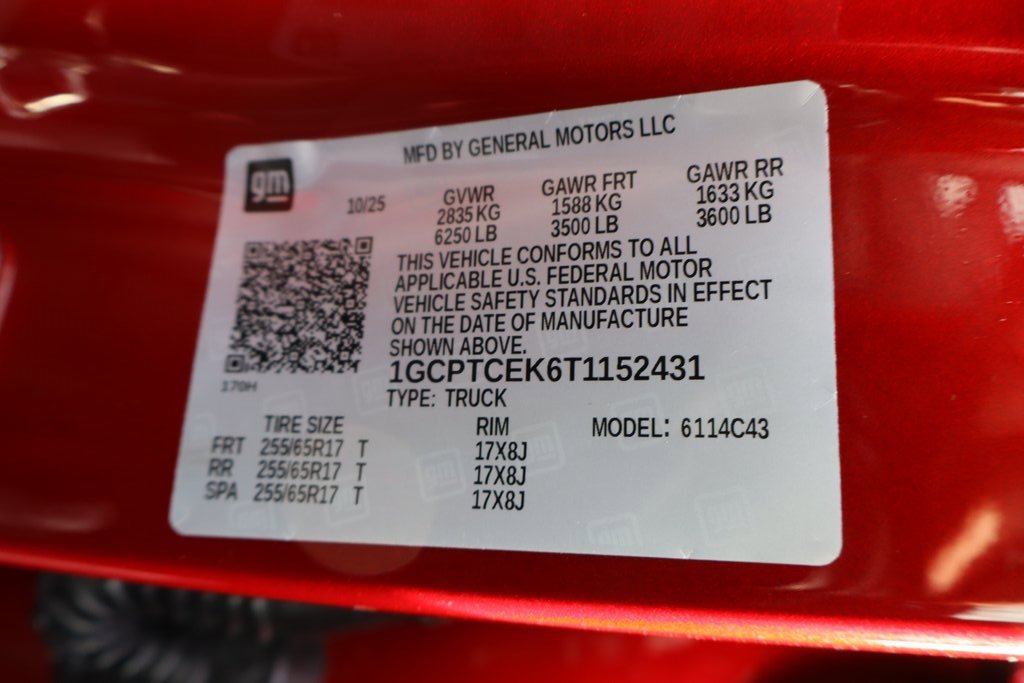 MFD BY GENERAL MOTORS LLC
gm
10/25
GVWR GAWR FRT GAWR RR
2835 KG 1588 KG 1633 KG
6250 LB 3500 LB 3600 LB
THIS VEHICLE CONFORMS TO ALL
APPLICABLE U.S. FEDERAL MOTOR
VEHICLE SAFETY STANDARDS IN EFFECT
ON THE DATE OF MANUFACTURE
SHOWN ABOVE.
170H
1GCPTCEK6T1152431
TYPE: TRUCK
TIRE SIZE RIM MODEL: 6114C43
FRT 255/65R17 T 17X8J
RR 255/65R17 T 17X8J
SPA 255/65R17 T 17X8J